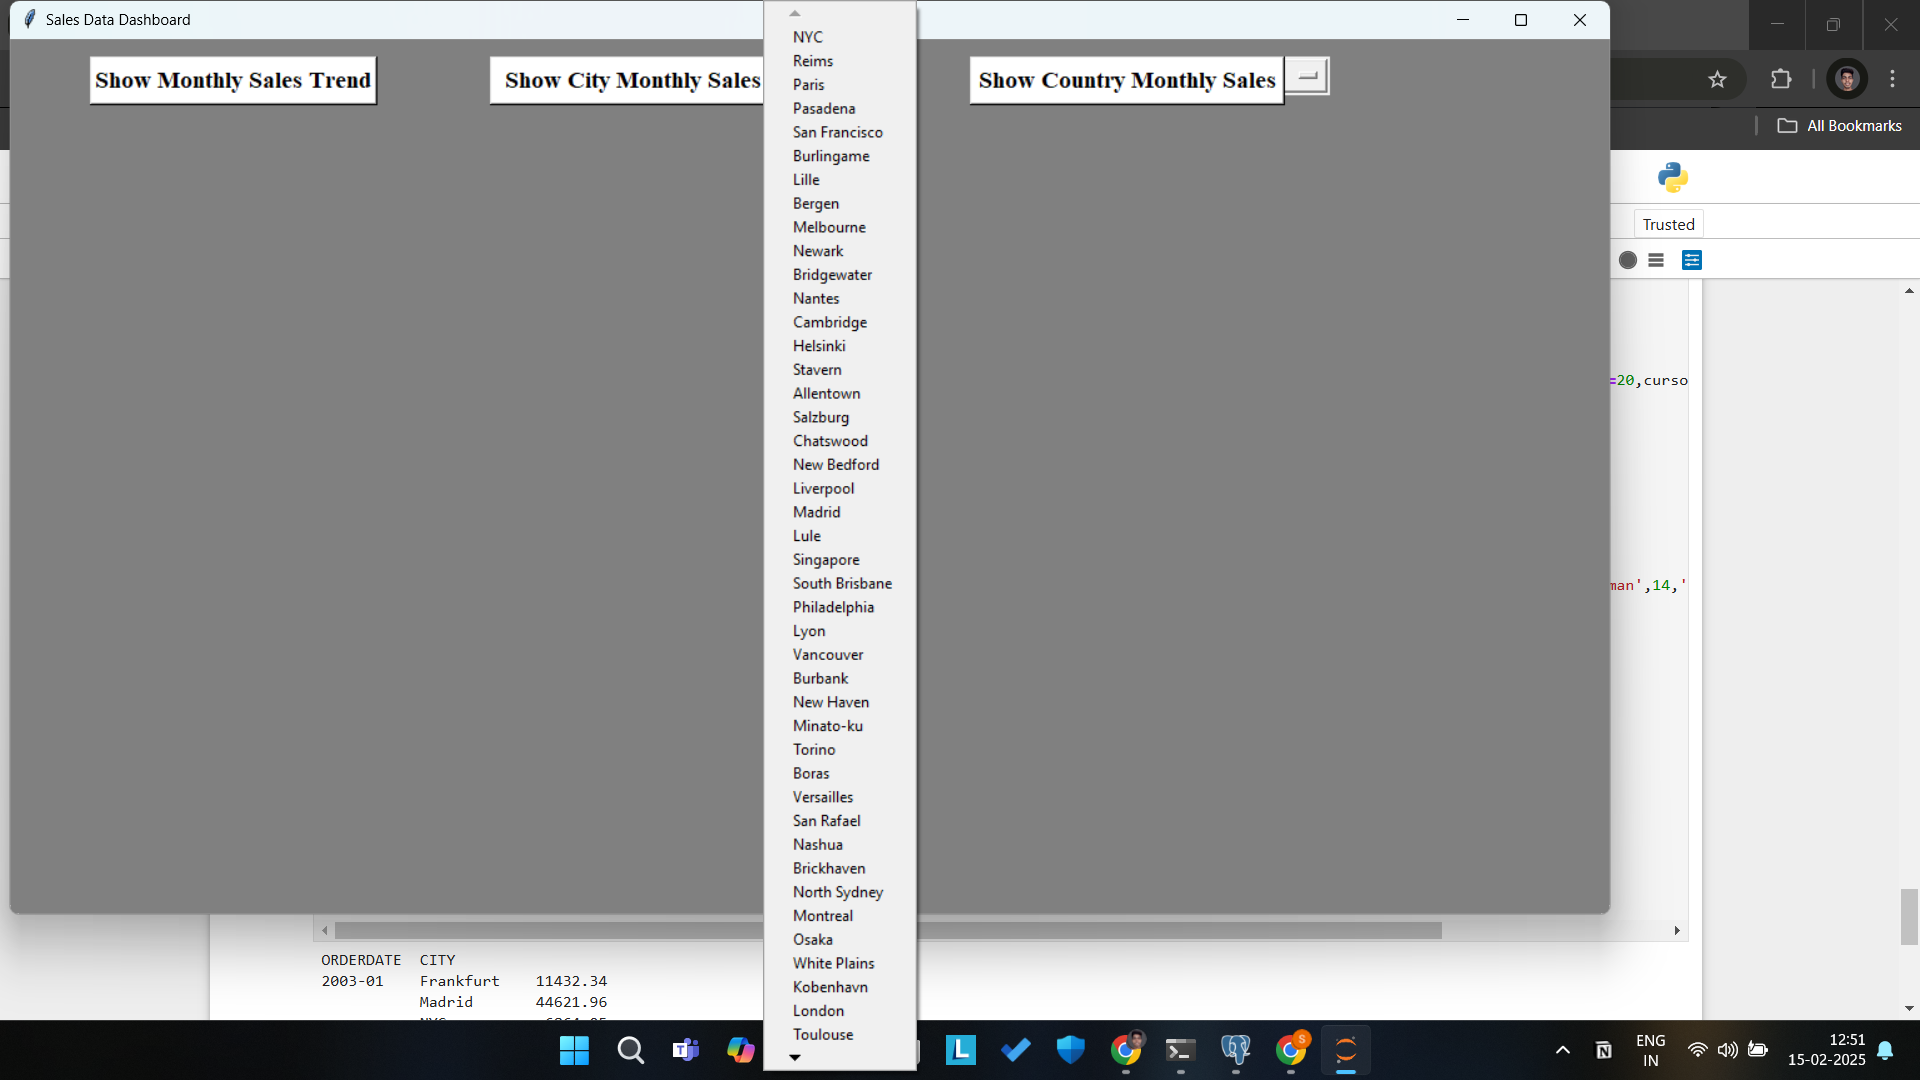 Sales Data Dashboard
Show Monthly Sales Trend
Show City Monthly Sales
Show Country Monthly Sales
NYC
Reims
Paris
Pasadena
San Francisco
Burlingame
Lille
Bergen
Melbourne
Newark
Bridgewater
Nantes
Cambridge
Helsinki
Stavern
Allentown
Salzburg
Chatswood
New Bedford
Liverpool
Madrid
Lule
Singapore
South Brisbane
Philadelphia
Lyon
Vancouver
Burbank
New Haven
Minato-ku
Torino
Boras
Versailles
San Rafael
Nashua
Brickhaven
North Sydney
Montreal
Osaka
White Plains
Kobenhavn
London
Toulouse
All Bookmarks
Trusted
=20,curso
man',14,'
ORDERDATE CITY
2003-01 Frankfurt 11432.34
Madrid 44621.96
ENG
IN
12:51
15-02-2025